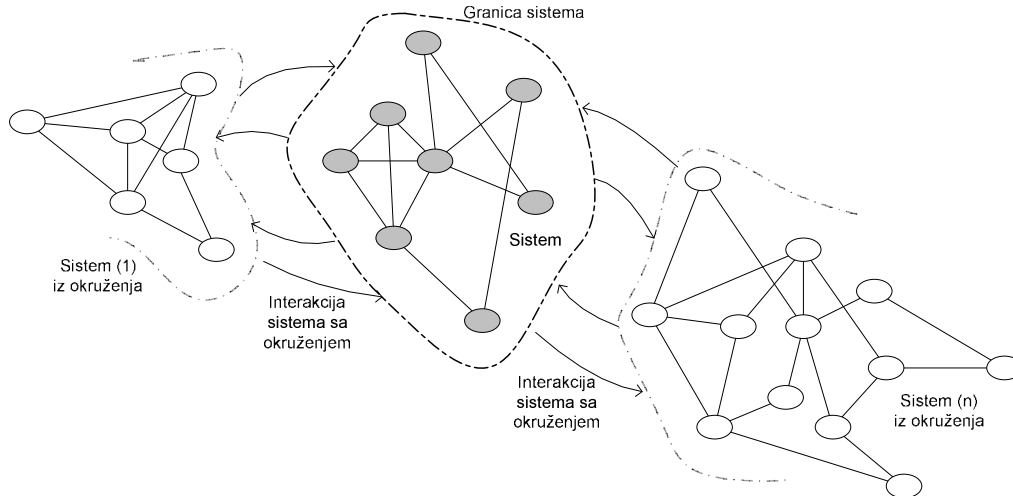 Granica sistema
Sistem
Sistem (1)
iz okruženja
Interakcija
sistema sa
okruženjem
Interakcija
sistema sa
okruženjem
Sistem (n)
iz okruženja